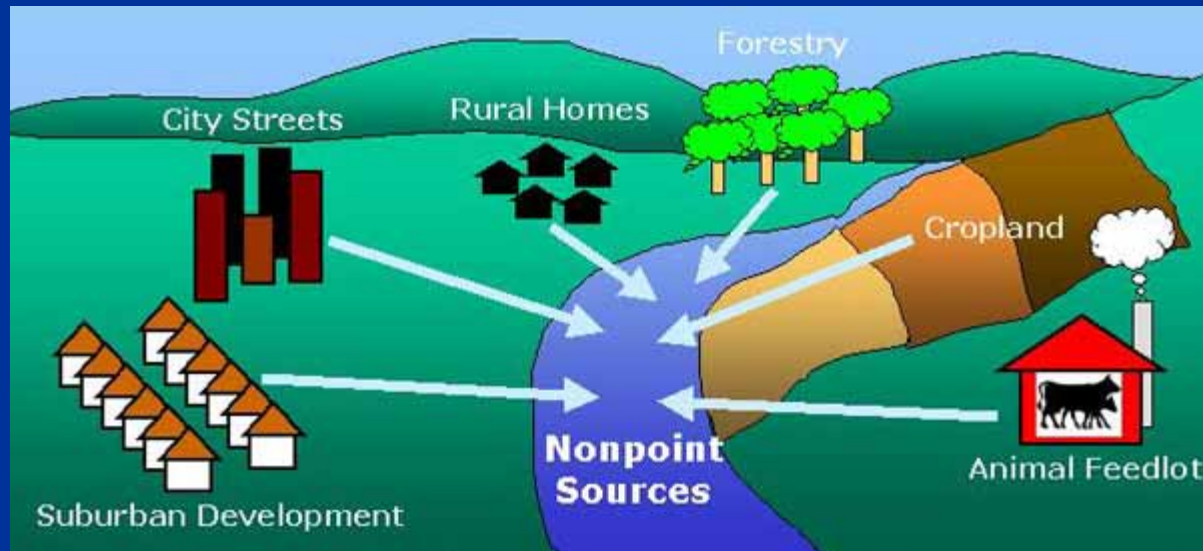 Forestry
City Streets
Rural Homes
Cropland
Nonpoint
Sources
Animal Feedlot
Suburban Development